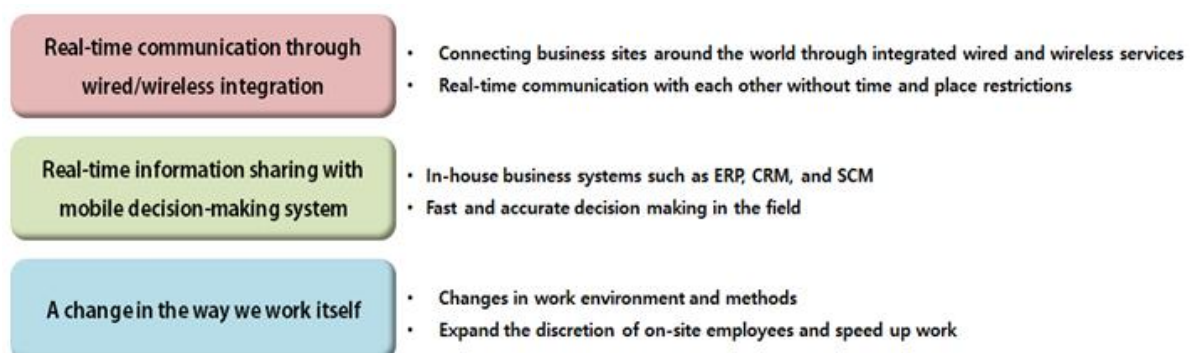 Real-time communication through
wired/wireless integration
• Connecting business sites around the world through integrated wired and wireless services
• Real-time communication with each other without time and place restrictions
Real-time information sharing with
mobile decision-making system
• In-house business systems such as ERP, CRM, and SCM
• Fast and accurate decision making in the field
A change in the way we work itself
• Changes in work environment and methods
• Expand the discretion of on-site employees and speed up work